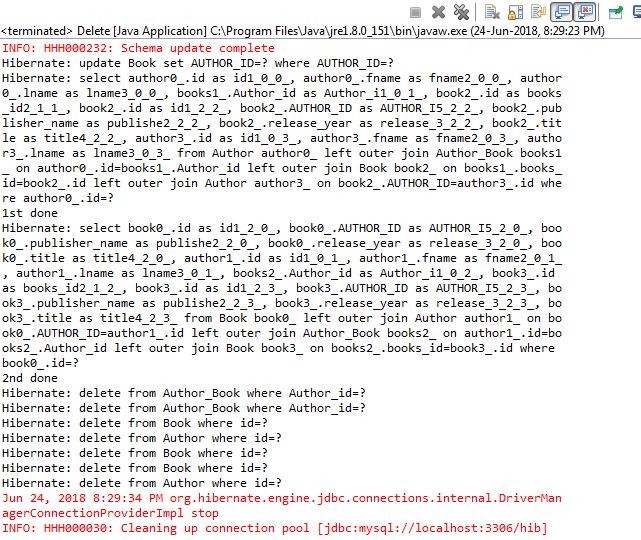 <terminated> Delete [Java Application] C:\Program Files\Java\jre1.8.0_151\bin\javaw.exe (24-Jun-2018, 8:29:23 PM)
INFO: HHH000232: Schema update complete
Hibernate: update Book set AUTHOR_ID=? where AUTHOR_ID=?
Hibernate: select author0_.id as id1_0_0_, author0_.fname as fname2_0_0_, author
0_.lname as lname3_0_0_, books1_.Author_id as Author_i1_0_1_, book2_.id as books
_id2_1_1_, book2_.id as id1_2_2_, book2_.AUTHOR_ID as AUTHOR_I5_2_2_, book2_.pub
lisher_name as publishe2_2_2_, book2_.release_year as release_3_2_2_, book2_.tit
le as title4_2_2_, author3_.id as id1_0_3_, author3_.fname as fname2_0_3_, autho
r3_.lname as lname3_0_3_ from Author author0_ left outer join Author_Book books1
_ on author0_.id=books1_.Author_id left outer join Book book2_ on books1_.books_
id=book2_.id left outer join Author author3_ on book2_.AUTHOR_ID=author3_.id whe
re author0_.id=?
1st done
Hibernate: select book0_.id as id1_2_0_, book0_.AUTHOR_ID as AUTHOR_I5_2_0_, boo
k0_.publisher_name as publishe2_2_0_, book0_.release_year as release_3_2_0_, boo
k0_.title as title4_2_0_, author1_.id as id1_0_1_, author1_.fname as fname2_0_1_
, author1_.lname as lname3_0_1_, books2_.Author_id as Author_i1_0_2_, book3_.id
as books_id2_1_2_, book3_.id as id1_2_3_, book3_.AUTHOR_ID as AUTHOR_I5_2_3_, bo
ok3_.publisher_name as publishe2_2_3_, book3_.release_year as release_3_2_3_, bo
ok3_.title as title4_2_3_ from Book book0_ left outer join Author author1_ on bo
ok0_.AUTHOR_ID=author1_.id left outer join Author_Book books2_ on author1_.id=bo
oks2_.Author_id left outer join Book book3_ on books2_.books_id=book3_.id where
book0_.id=?
2nd done
Hibernate: delete from Author_Book where Author_id=?
Hibernate: delete from Author_Book where Author_id=?
Hibernate: delete from Book where id=?
Hibernate: delete from Author where id=?
Hibernate: delete from Book where id=?
Hibernate: delete from Book where id=?
Hibernate: delete from Author where id=?
Jun 24, 2018 8:29:34 PM org.hibernate.engine.jdbc.connections.internal.DriverMan
agerConnectionProviderImpl stop
INFO: HHH000030: Cleaning up connection pool [jdbc:mysql://localhost:3306/hib]